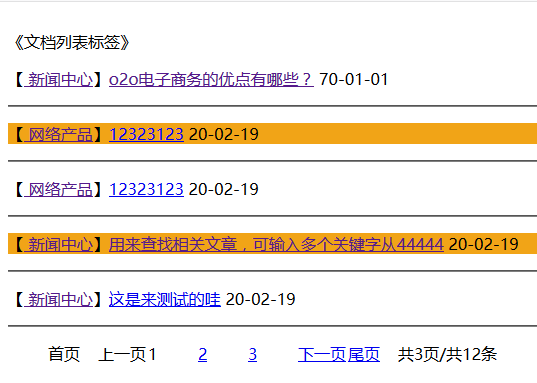 《文档列表标签》
【 新闻中心】o2o电子商务的优点有哪些？ 70-01-01
【 网络产品】12323123 20-02-19
【 网络产品】12323123 20-02-19
【 新闻中心】用来查找相关文章，可输入多个关键字从44444 20-02-19
【 新闻中心】这是来测试的哇 20-02-19
首页 上一页 1 2 3 下一页 尾页 共3页/共12条